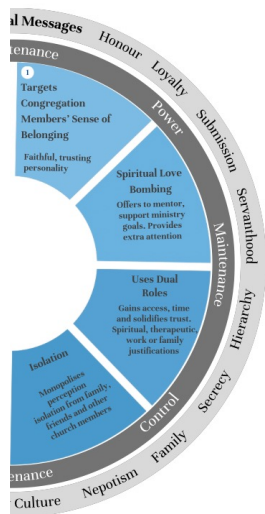 al Messages
Honour
Loyalty
Submission
Servanthood
Hierarchy
Secrecy
Family
Nepotism
Culture
tenance
Power
Maintenance
Control
enance
1
Targets
Congregation
Members' Sense of
Belonging
Faithful, trusting
personality
Spiritual Love
Bombing
Offers to mentor,
support ministry
goals. Provides
extra attention
Uses Dual
Roles
Gains access, time
and solidifies trust.
Spiritual, therapeutic,
work or family
justifications
Isolation
Monopolises
perception
isolation from family,
friends and other
church members